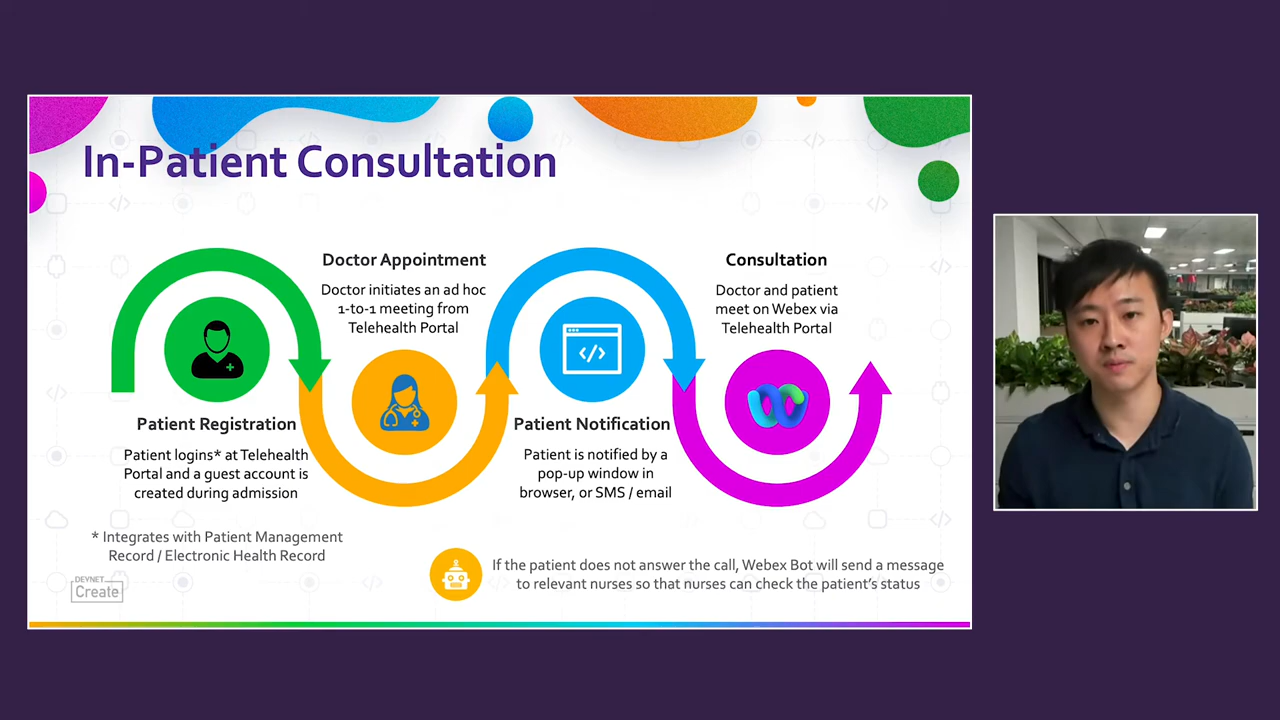 In-Patient Consultation
Patient Registration
Patient logins* at Telehealth
Portal and a guest account is
created during admission
Doctor Appointment
Doctor initiates an ad hoc
1-to-1 meeting from
Telehealth Portal
</>
Patient Notification
Patient is notified by a
pop-up window in
browser, or SMS / email
Consultation
Doctor and patient
meet on Webex via
Telehealth Portal
* Integrates with Patient Management
Record / Electronic Health Record
If the patient does not answer the call, Webex Bot will send a message
to relevant nurses so that nurses can check the patient's status
DEVNET
Create